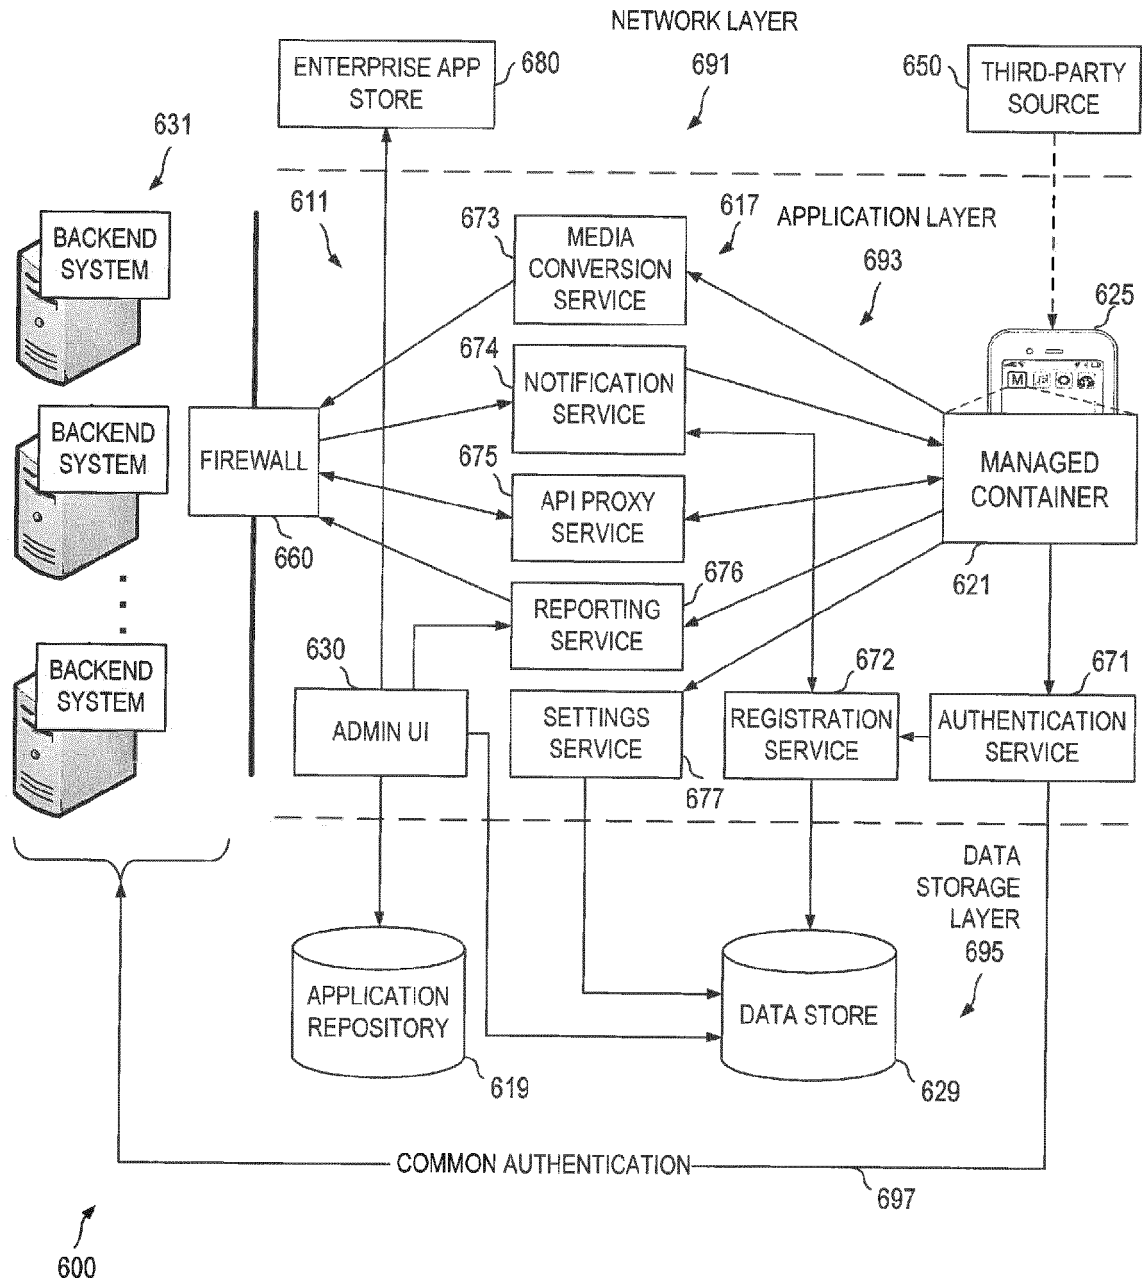 NETWORK LAYER
691
ENTERPRISE APP
STORE
680
650
THIRD-PARTY
SOURCE
631
611
673
MEDIA
CONVERSION
SERVICE
617
APPLICATION LAYER
693
625
M
BACKEND
SYSTEM
674
NOTIFICATION
SERVICE
BACKEND
SYSTEM
FIREWALL
660
675
API PROXY
SERVICE
MANAGED
CONTAINER
621
676
REPORTING
SERVICE
BACKEND
SYSTEM
630
ADMIN UI
SETTINGS
SERVICE
677
672
REGISTRATION
SERVICE
671
AUTHENTICATION
SERVICE
DATA
STORAGE
LAYER
695
APPLICATION
REPOSITORY
619
DATA STORE
629
COMMON AUTHENTICATION
697
600